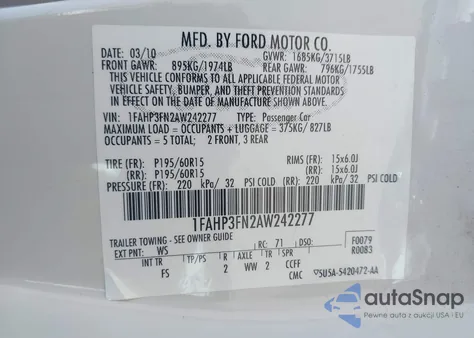 MFD. BY FORD MOTOR CO.
03/10 GVWR: 1685KG/3715LB
FRONT GAWR: 895KG/1974LB REAR GAWR: 796KG/1755LB
THIS VEHICLE CONFORMS TO ALL APPLICABLE FEDERAL MOTOR
VEHICLE SAFETY, BUMPER, AND THEFT PREVENTION STANDARDS
IN EFFECT ON THE DATE OF MANUFACTURE SHOWN ABOVE.
VIN: 1FAHP3FN2AW242277 TYPE: Passenger Car
MAXIMUM LOAD = OCCUPANTS + LUGGAGE = 375KG/ 827LB
OCCUPANTS = 5 TOTAL: 2 FRONT, 3 REAR
TIRE (FR): P195/60R15 RIMS (FR): 15x6.0J
(RR): P195/60R15 (RR): 15x6.0J
PRESSURE (FR): 220 kPa/ 32 PSI COLD (RR): 220 kPa/ 32 PSI COLD
1FAHP3FN2AW242277
TRAILER TOWING - SEE OWNER GUIDE
EXT PNT: WS RC: 71 DSO: F0079
R0083
INT TR TP/PS R AXLE TR SPR
FS 2 WW 2 CCFF
CMC 5U5A-5420472-AA
autoSnap
Pewne auta z aukcji USA i EU